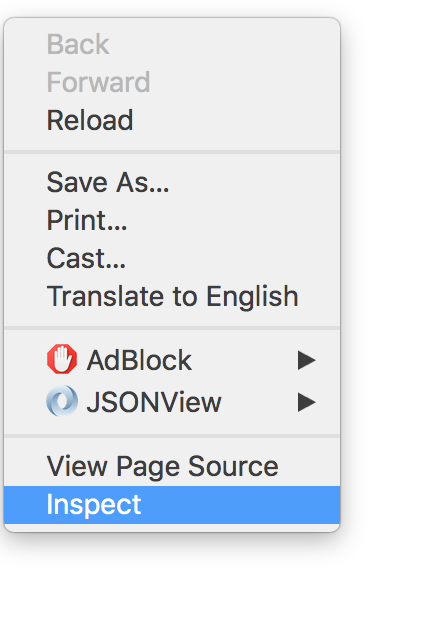 Back
Forward
Reload
Save As...
Print...
Cast...
Translate to English
AdBlock
JSONView
View Page Source
Inspect